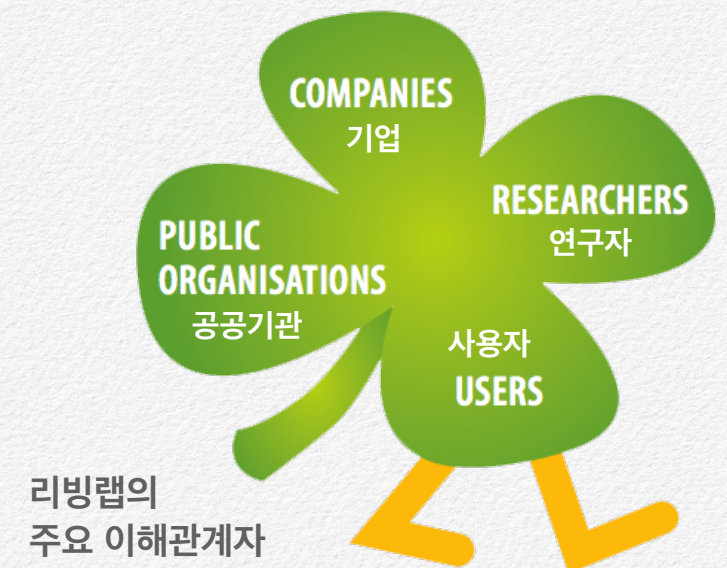 COMPANIES
기업
RESEARCHERS
연구자
PUBLIC
ORGANISATIONS
공공기관
사용자
USERS
리빙랩의
주요 이해관계자